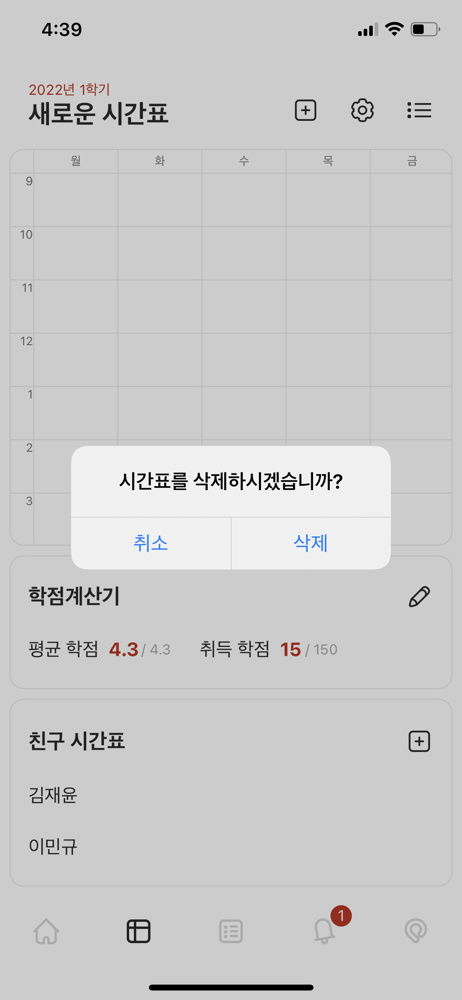 4:39
2022년 1학기
새로운 시간표
월 화 수 목 금
9
10
11
12
1
2
3
시간표를 삭제하시겠습니까?
취소 삭제
학점계산기
평균 학점 4.3 / 4.3 취득 학점 15 / 150
친구 시간표
김재윤
이민규
1